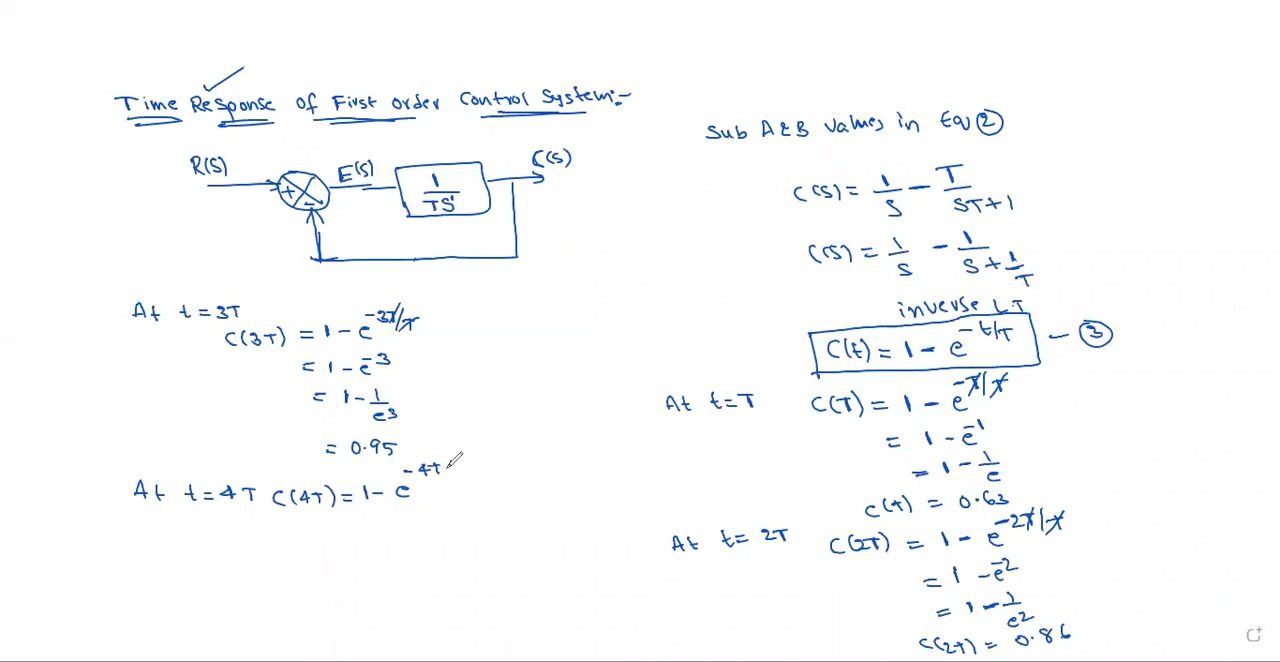 Time Response of First order Control System:-
R(S)
+
-
E(S)
1
TS
C(S)
At t=3T
C(3T) = 1 - e^-3T/T
= 1 - e^-3
= 1 - 1/e^3
= 0.95
At t=4T C(4T) = 1 - e^-4T
Sub A&B values in Eq ②
C(S) = 1/S - T/ST+1
C(S) = 1/S - 1/S+1/T
inverse L.T
C(t) = 1 - e^-t/T - ③
At t=T C(T) = 1 - e^-T/T
= 1 - e^-1
= 1 - 1/e
C(T) = 0.63
At t=2T C(2T) = 1 - e^-2T/T
= 1 - e^-2
= 1 - 1/e^2
C(2T) = 0.86